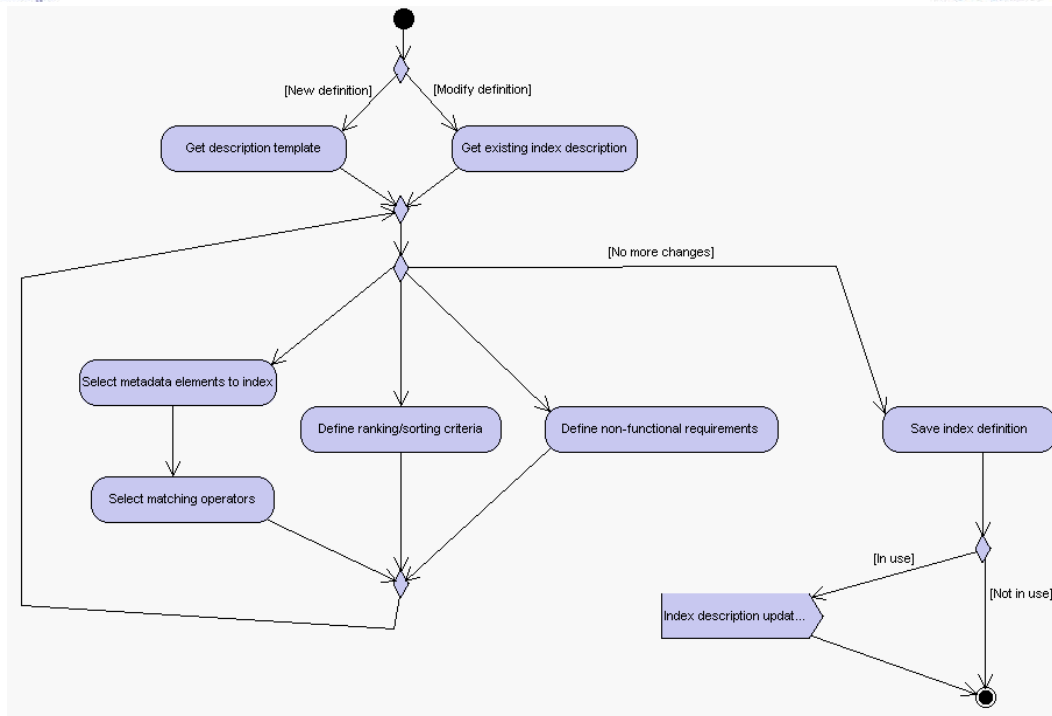 [New definition]
[Modify definition]
Get description template
Get existing index description
[No more changes]
Select metadata elements to index
Define ranking/sorting criteria
Define non-functional requirements
Save index definition
Select matching operators
[In use]
[Not in use]
Index description updat...